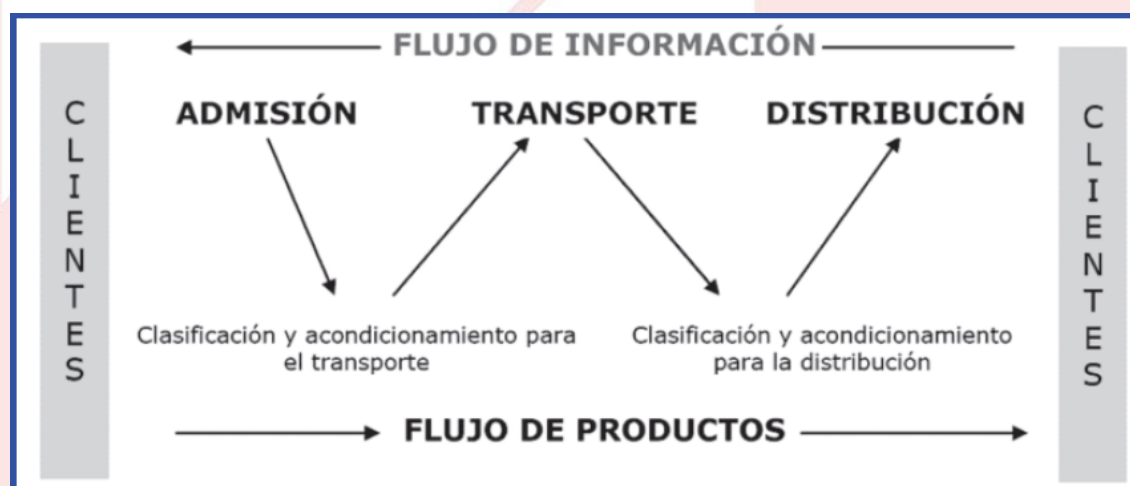 FLUJO DE INFORMACIÓN
CLIENTES
ADMISIÓN
TRANSPORTE
DISTRIBUCIÓN
CLIENTES
Clasificación y acondicionamiento para
el transporte
Clasificación y acondicionamiento
para la distribución
FLUJO DE PRODUCTOS